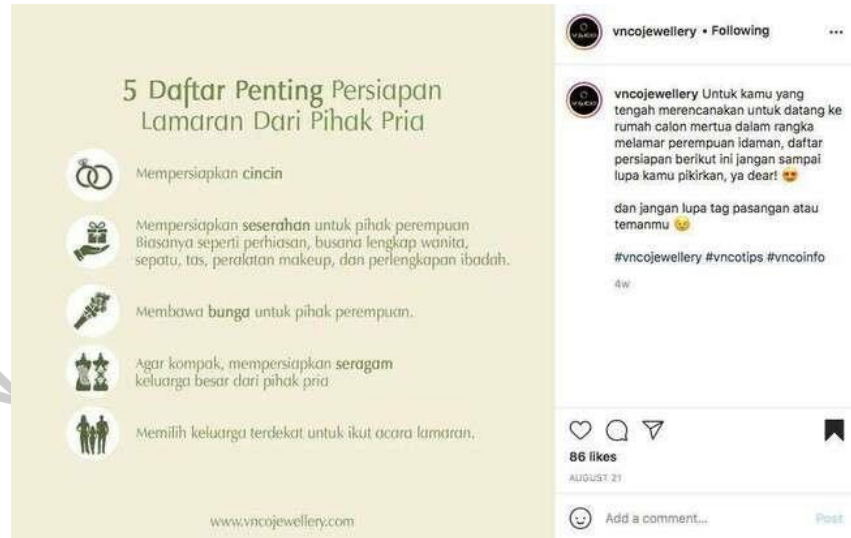 5 Daftar Penting Persiapan
Lamaran Dari Pihak Pria
Mempersiapkan cincin
Mempersiapkan seserahan untuk pihak perempuan
Biasanya seperti perhiasan, busana lengkap wanita,
sepatu, tas, peralatan makeup, dan perlengkapan ibadah.
Membawa bunga untuk pihak perempuan.
Agar kompak, mempersiapkan seragam
keluarga besar dari pihak pria
Memilih keluarga terdekat untuk ikut acara lamaran.
www.vncojewellery.com
vncojewellery • Following
vncojewellery Untuk kamu yang
tengah merencanakan untuk datang ke
rumah calon mertua dalam rangka
melamar perempuan idaman, daftar
persiapan berikut ini jangan sampai
lupa kamu pikirkan, ya dear! 😍
dan jangan lupa tag pasangan atau
temanmu 😉
#vncojewellery #vncotips #vncoinfo
4w
86 likes
AUGUST 21
Add a comment...
Post